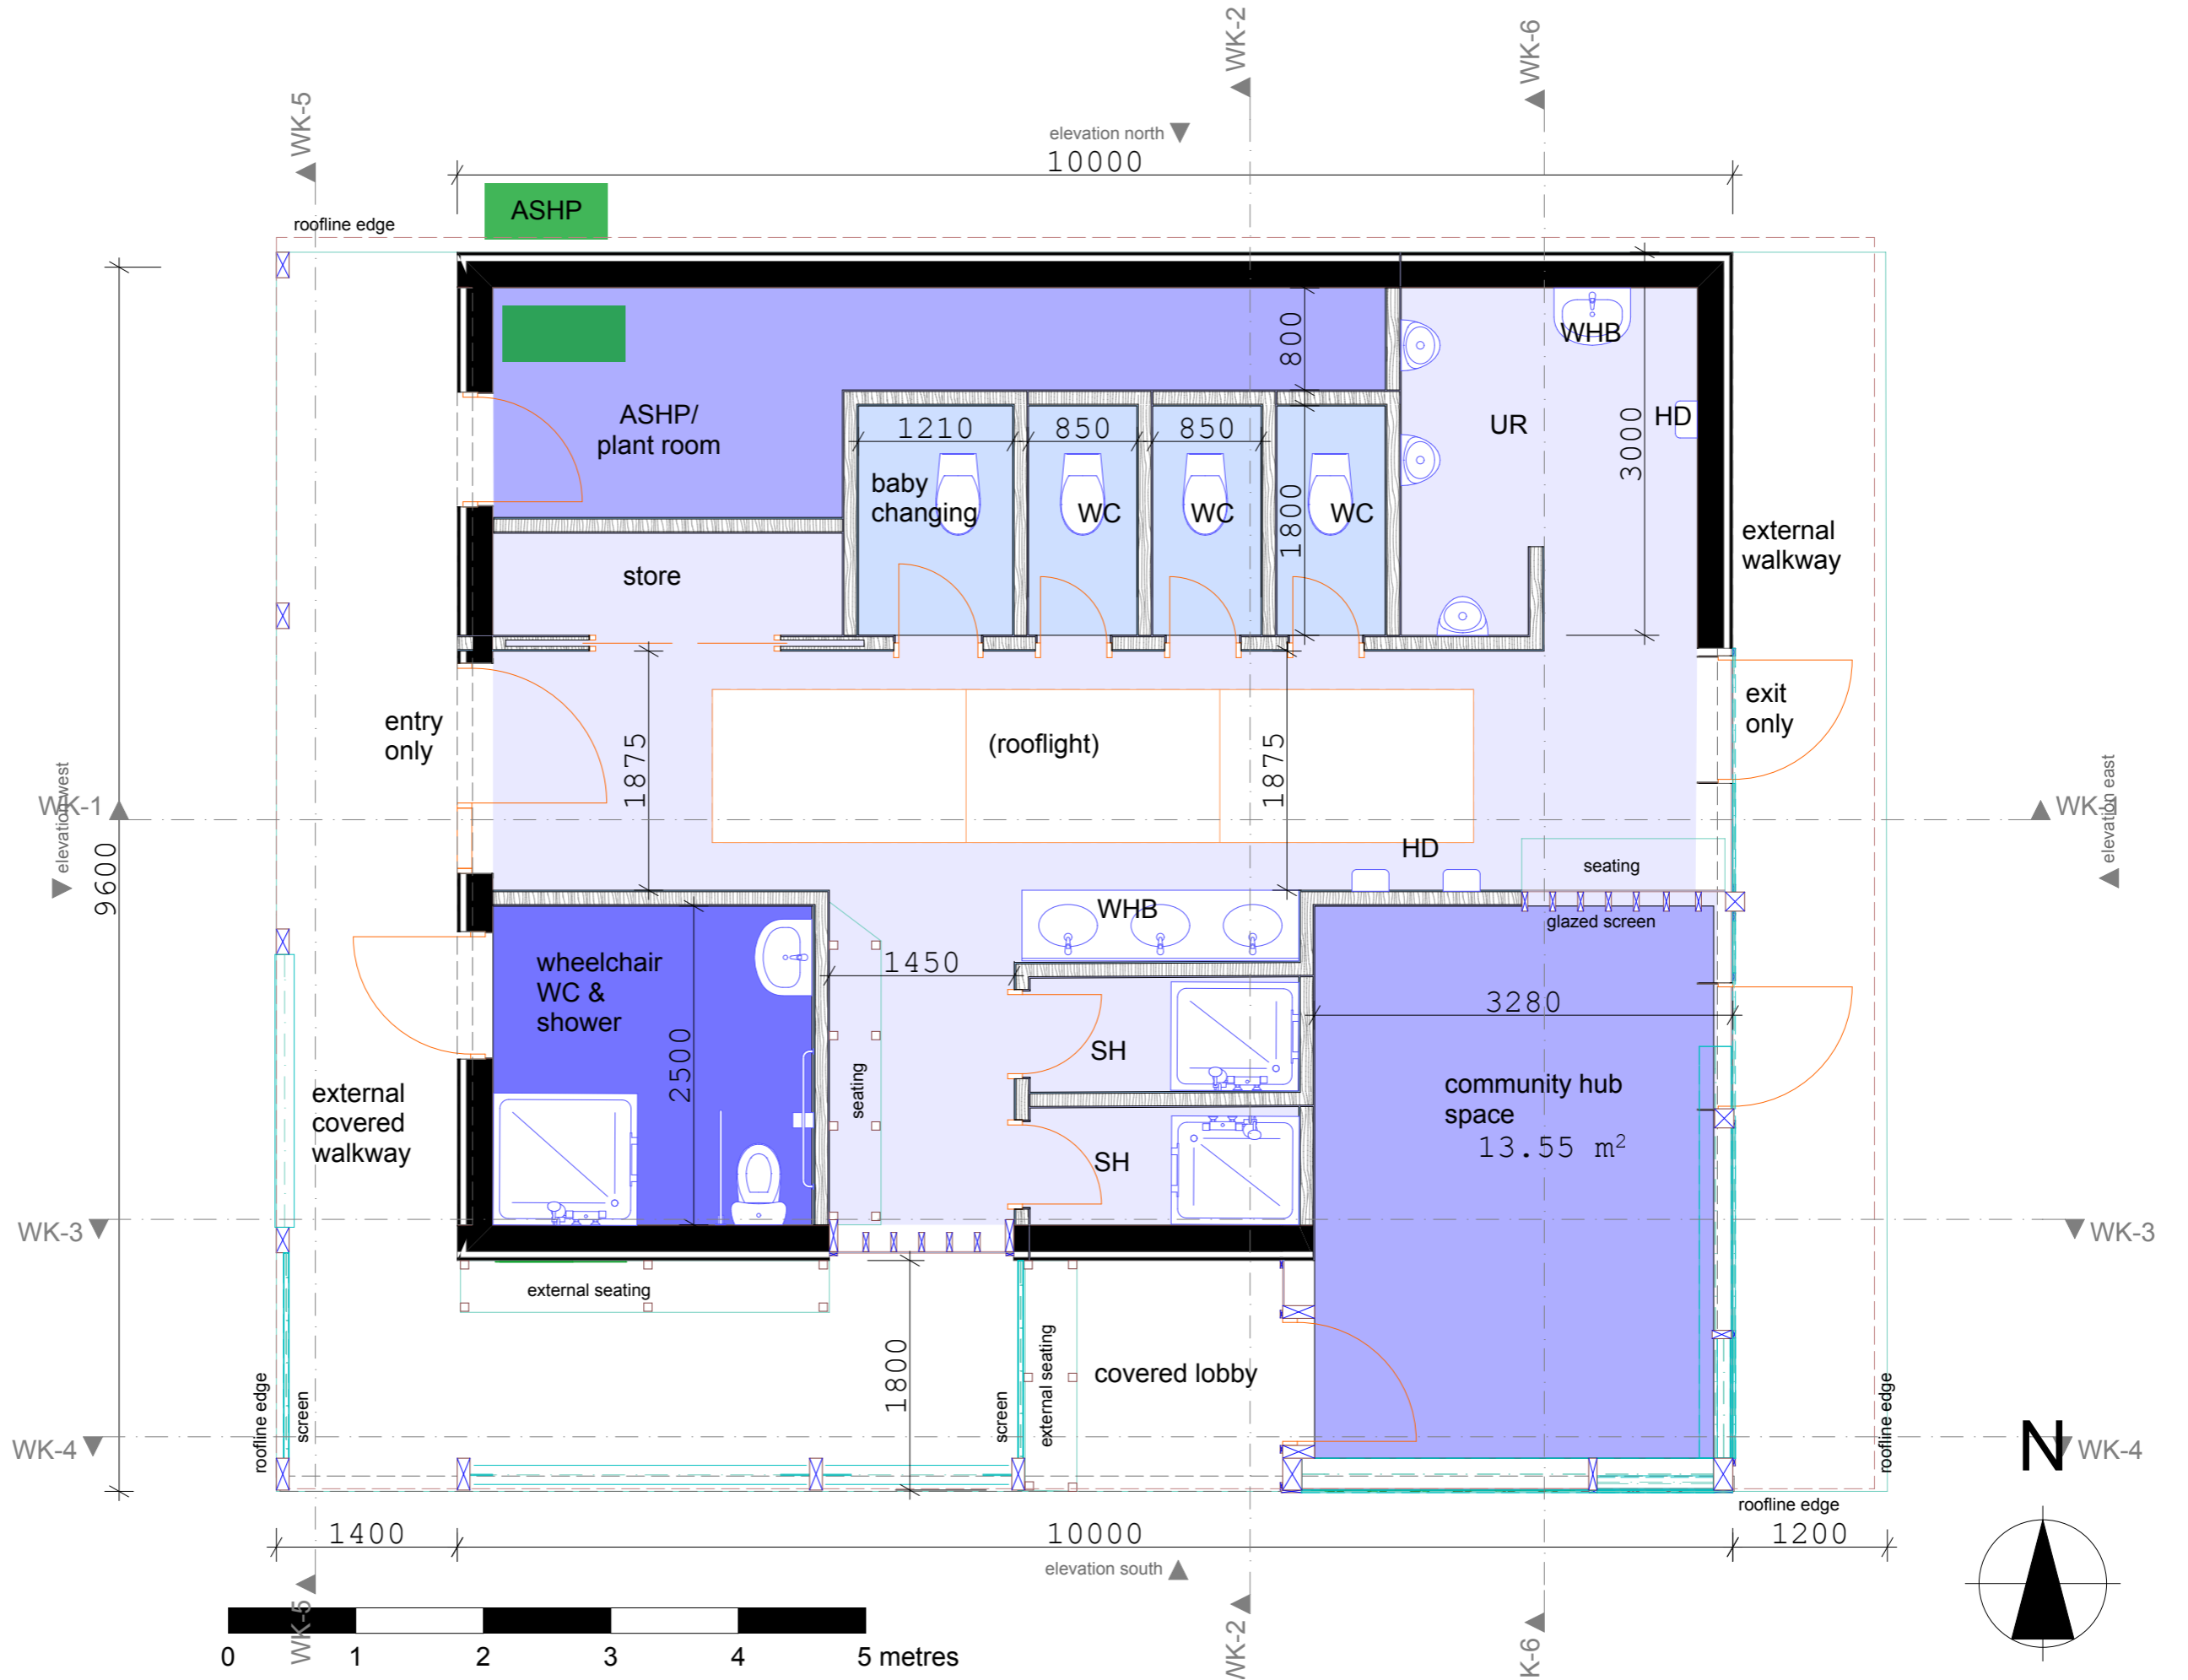 WK-2
WK-6
WK-5
elevation north
10000
ASHP
roofline edge
800
WHB
ASHP/
plant room
UR
HD
3000
1210
850
850
baby
changing
WC
WC
WC
1800
external
walkway
store
entry
only
1875
(rooflight)
1875
exit
only
elevation west
WK-1
9600
WK-1
elevation east
HD
seating
glazed screen
WHB
wheelchair
WC &
shower
1450
2500
3280
seating
SH
community hub
space
13.55 m²
external
covered
walkway
SH
WK-3
WK-3
external seating
1800
external seating
covered lobby
roofline edge
screen
screen
roofline edge
WK-4
N
WK-4
roofline edge
1400
10000
1200
elevation south
WK-5
WK-2
K-6
0 1 2 3 4 5 metres